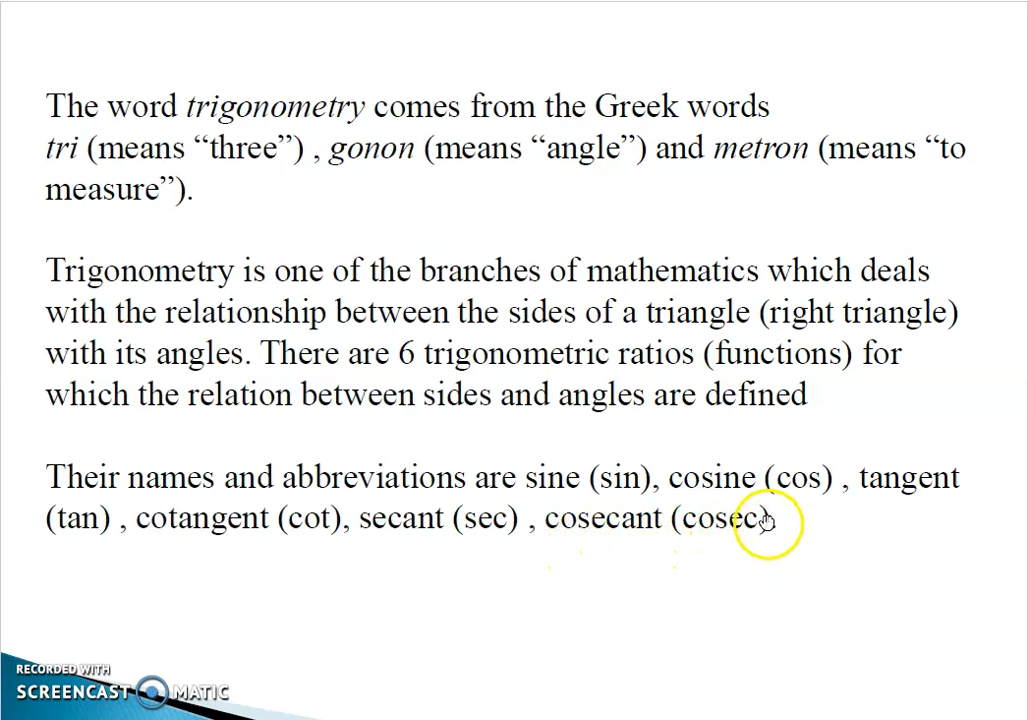 The word trigonometry comes from the Greek words
tri (means “three”) , gonon (means “angle”) and metron (means “to
measure”).
Trigonometry is one of the branches of mathematics which deals
with the relationship between the sides of a triangle (right triangle)
with its angles. There are 6 trigonometric ratios (functions) for
which the relation between sides and angles are defined
Their names and abbreviations are sine (sin), cosine (cos) , tangent
(tan) , cotangent (cot), secant (sec) , cosecant (cosec)
RECORDED WITH
SCREENCAST MATIC